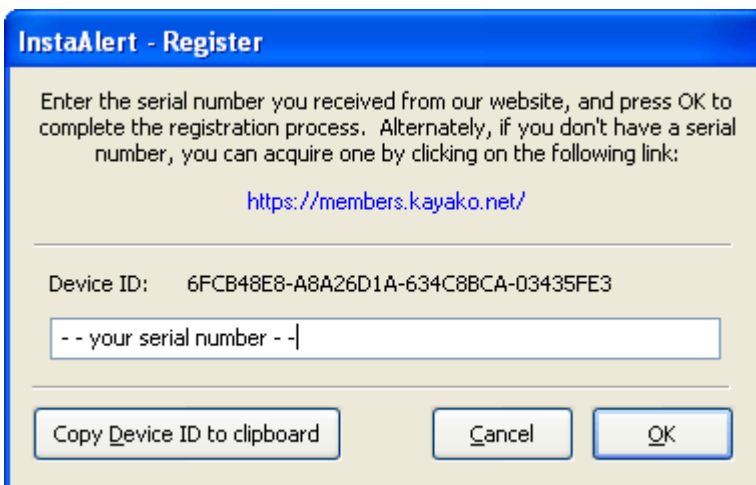 InstaAlert - Register
Enter the serial number you received from our website, and press OK to
complete the registration process. Alternately, if you don't have a serial
number, you can acquire one by clicking on the following link:
https://members.kayako.net/
Device ID: 6FCB48E8-A8A26D1A-634C8BCA-03435FE3
- - your serial number - -
Copy Device ID to clipboard Cancel OK